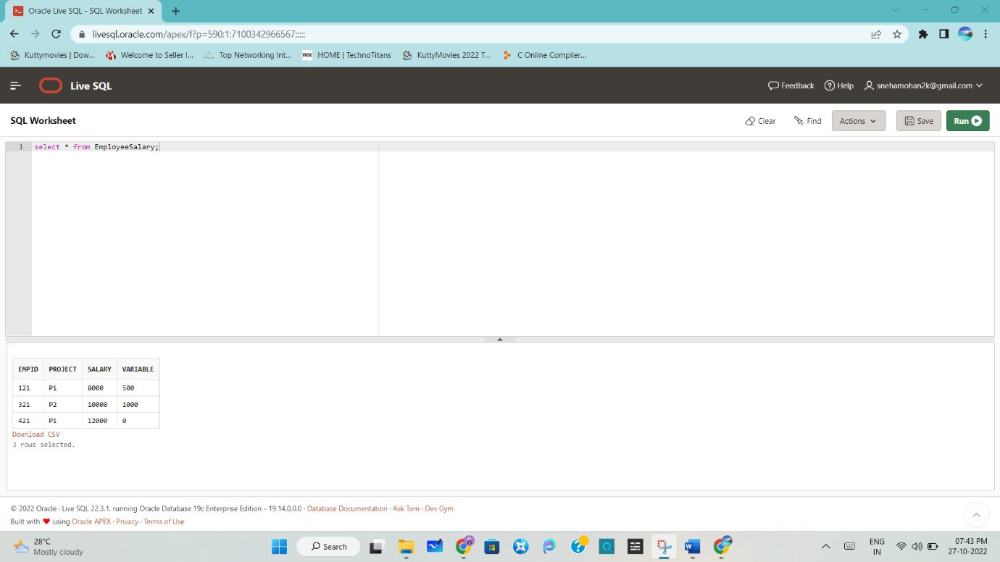 Oracle Live SQL - SQL Worksheet
livesql.oracle.com/apex/f?p=590:1:7100342966567:::::
Kuttymovies | Dow... Welcome to Seller I... Top Networking Int... WIX HOME | TechnoTitans KuttyMovies 2022 T... C Online Compiler...
Live SQL Feedback Help snehamohan2k@gmail.com
SQL Worksheet Clear Find Actions Save Run
1 select * from EmployeeSalary;
EMPID PROJECT SALARY VARIABLE
121 P1 8000 500
321 P2 10000 1000
421 P1 12000 0
Download CSV
3 rows selected.
© 2022 Oracle · Live SQL 22.3.1, running Oracle Database 19c Enterprise Edition - 19.14.0.0.0 · Database Documentation · Ask Tom · Dev Gym
Built with ❤ using Oracle APEX · Privacy · Terms of Use
28°C
Mostly cloudy
Search
ENG
IN
07:43 PM
27-10-2022